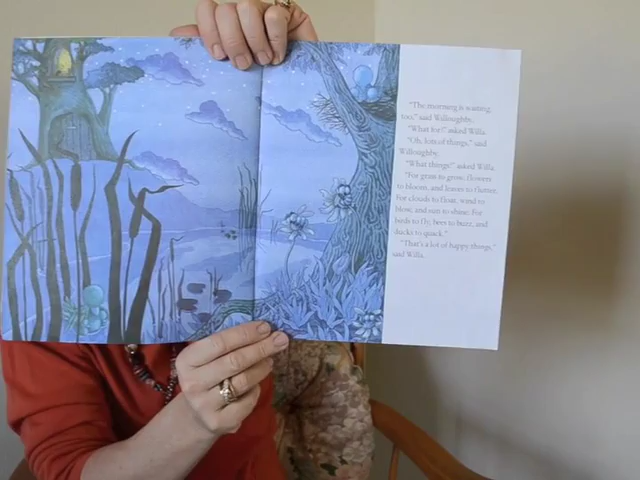 "The morning is waiting,
too," said Willoughby.
"What for?" asked Willa.
"Oh, lots of things," said
Willoughby.
"What things?" asked Willa.
"For grass to grow, flowers
to bloom, and leaves to flutter.
For clouds to float, wind to
blow, and sun to shine. For
birds to fly, bees to buzz, and
ducks to quack."
"That's a lot of happy things,"
said Willa.